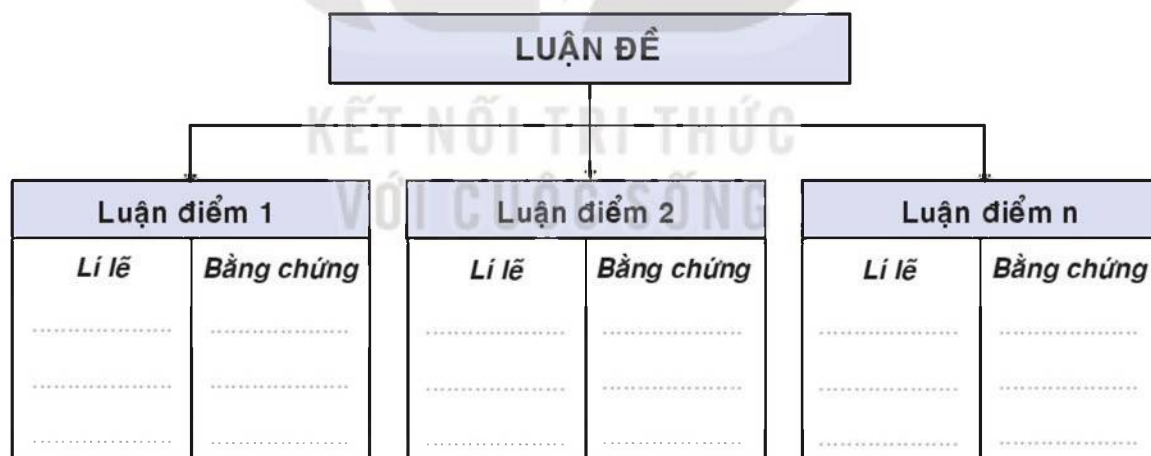 LUẬN ĐỀ
KẾT NỐI TRI THỨC
VỚI CUỘC SỐNG
Luận điểm 1 Luận điểm 2 Luận điểm n
Lí lẽ Bằng chứng Lí lẽ Bằng chứng Lí lẽ Bằng chứng